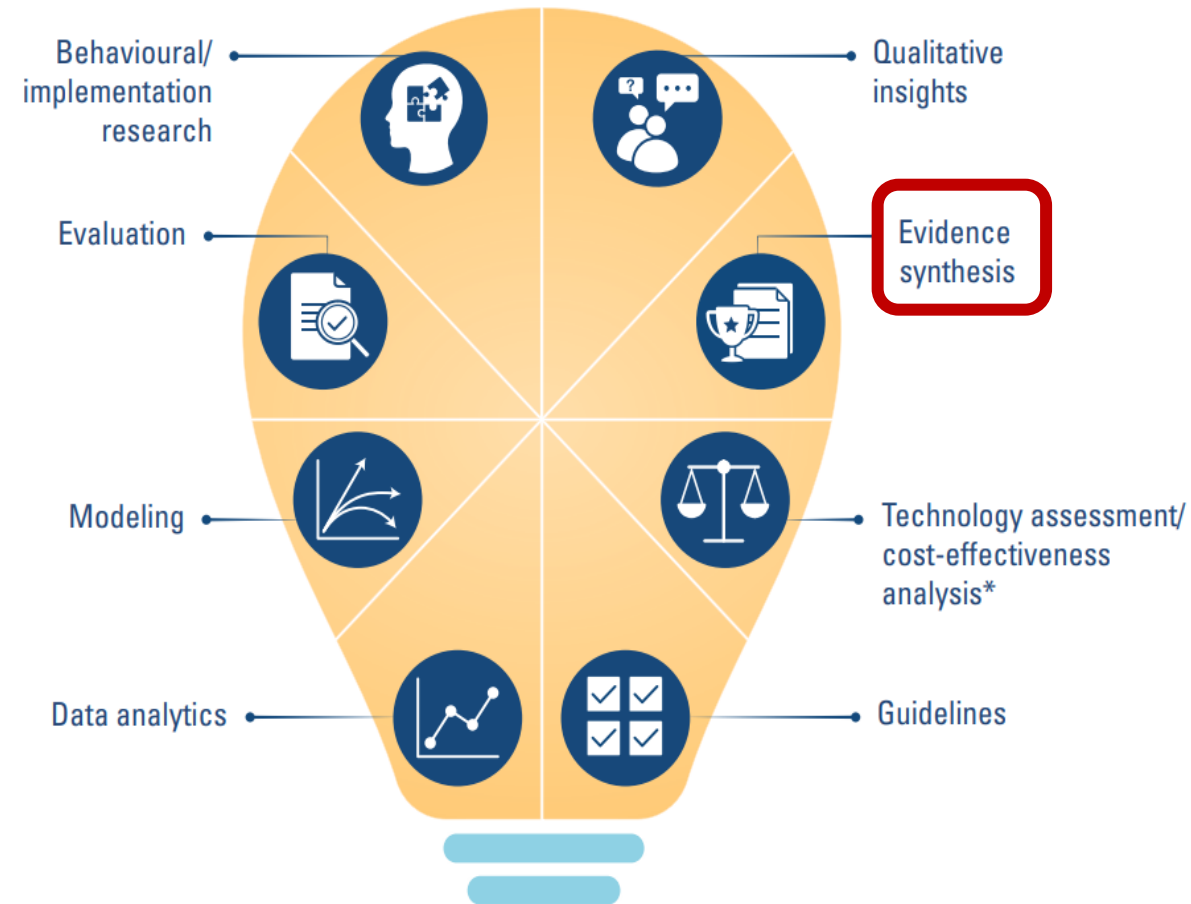 Behavioural/
implementation
research
Qualitative
insights
?
Evaluation
Evidence
synthesis
Modeling
Technology assessment/
cost-effectiveness
analysis*
Data analytics
Guidelines